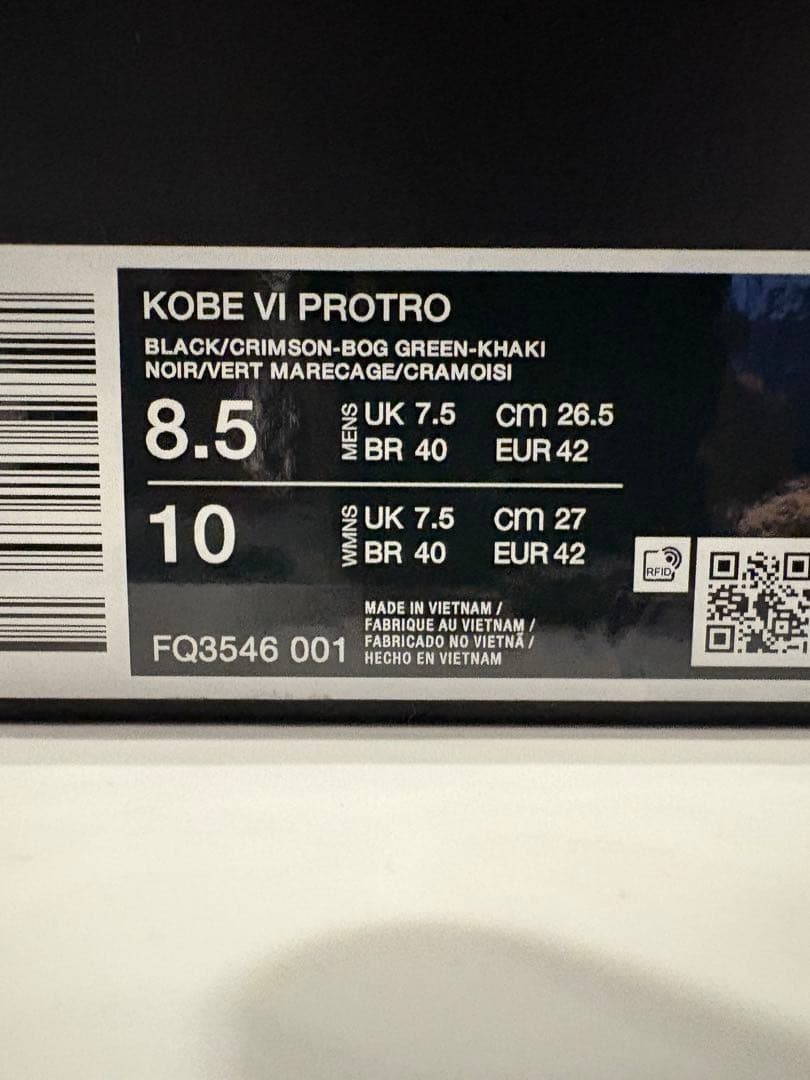 KOBE VI PROTRO
BLACK/CRIMSON-BOG GREEN-KHAKI
NOIR/VERT MARECAGE/CRAMOISI
8.5 MENS UK 7.5 cm 26.5
BR 40 EUR 42
10 WMNS UK 7.5 cm 27
BR 40 EUR 42
RFID
FQ3546 001
MADE IN VIETNAM /
FABRIQUE AU VIETNAM /
FABRICADO NO VIETNÃ /
HECHO EN VIETNAM